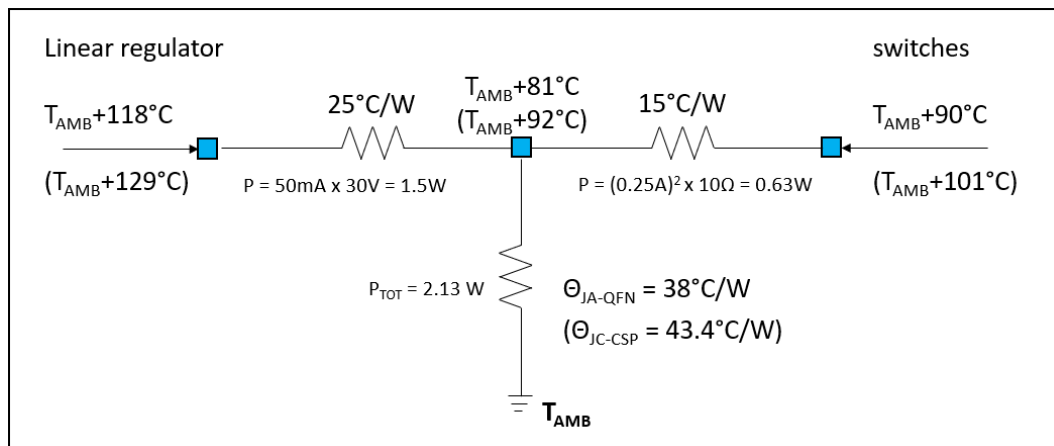 Linear regulator
switches
T_AMB+118°C
25°C/W
T_AMB+81°C
(T_AMB+92°C)
15°C/W
T_AMB+90°C
(T_AMB+129°C)
P = 50mA x 30V = 1.5W
P = (0.25A)² x 10Ω = 0.63W
(T_AMB+101°C)
P_TOT = 2.13 W
Θ_JA-QFN = 38°C/W
(Θ_JC-CSP = 43.4°C/W)
T_AMB